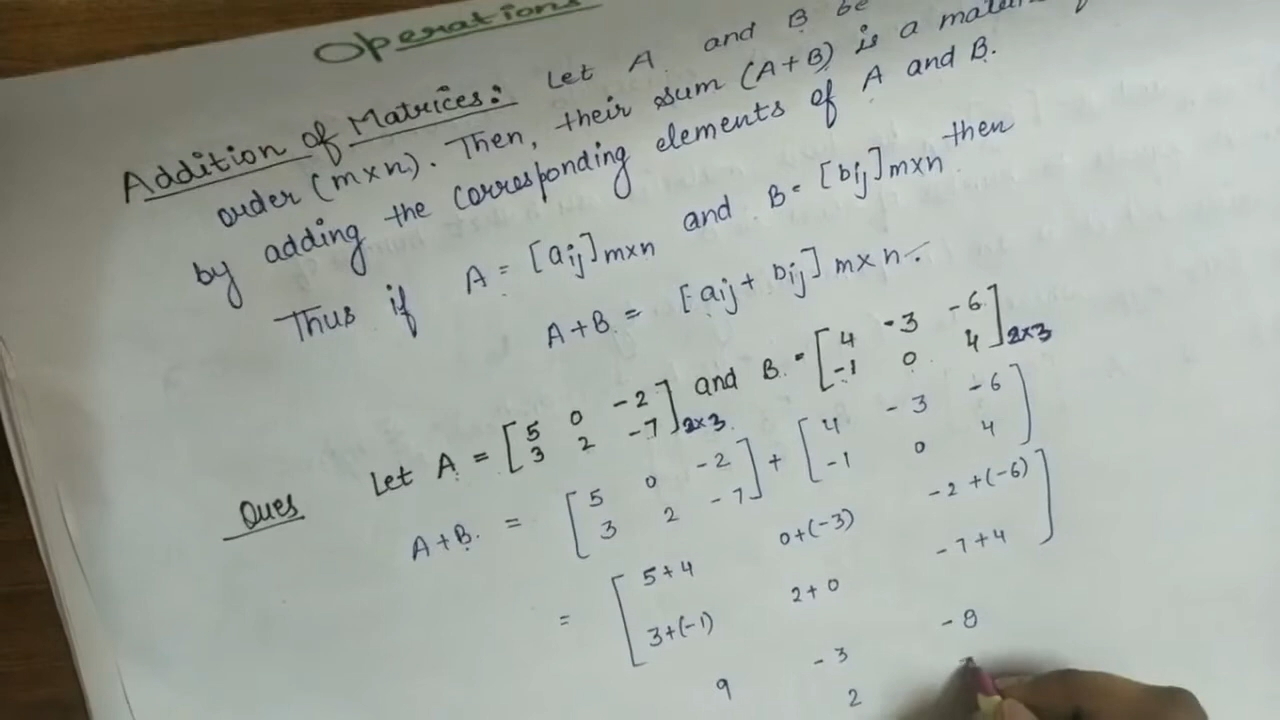 Operations
Addition of Matrices: Let A and B be
order (m×n). Then, their sum (A+B) is a
by adding the corresponding elements of A and B.
Thus if A = [aij]m×n and B = [bij]m×n then
A+B = [aij + bij] m×n.
Ques Let A = [5 0 -2
3 2 -7]2×3 and B = [4 -3 -6
-1 0 4]2×3
A+B = [5 0 -2
3 2 -7] + [4 -3 -6
-1 0 4]
= [5+4 0+(-3) -2+(-6)
3+(-1) 2+0 -7+4]
9 -3 -8
2